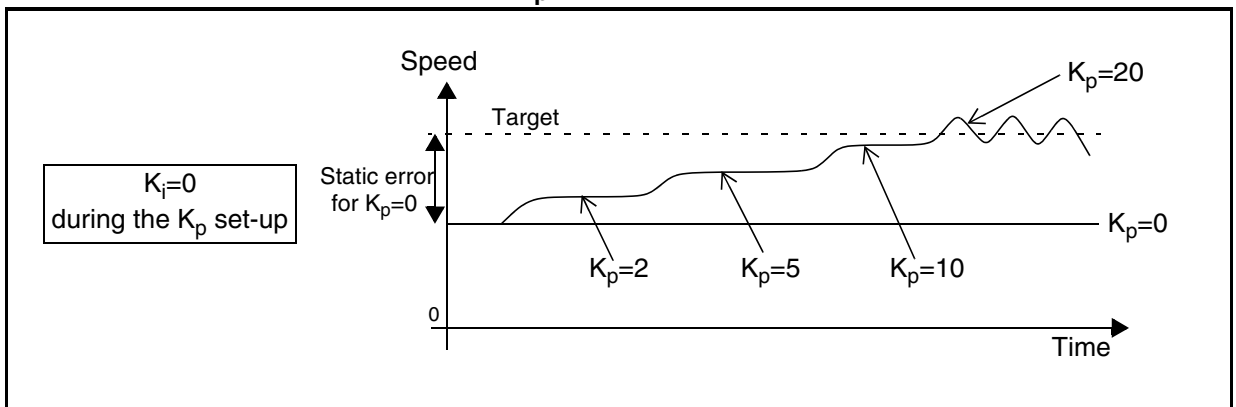 p
Speed
Kp=20
Target
Ki=0
during the Kp set-up
Static error
for Kp=0
Kp=0
Kp=2
Kp=5
Kp=10
0
Time